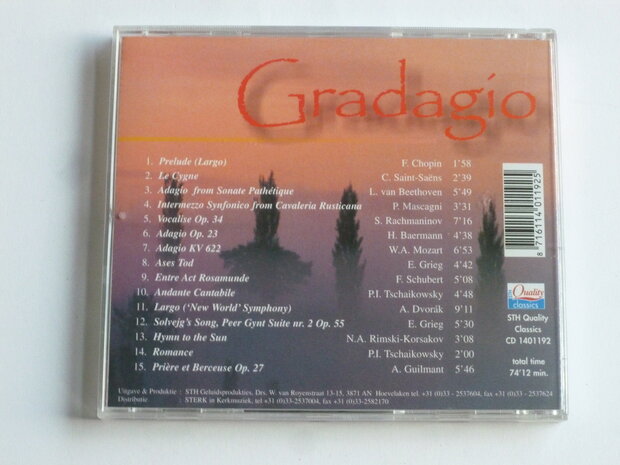 Gradagio
1. Prelude (Largo) F. Chopin 1'58
2. Le Cygne C. Saint-Saëns 2'39
3. Adagio from Sonate Pathétique L. van Beethoven 5'49
4. Intermezzo Synfonico from Cavaleria Rusticana P. Mascagni 3'31
5. Vocalise Op. 34 S. Rachmaninov 7'16
6. Adagio Op. 23 H. Baermann 4'38
7. Adagio KV 622 W.A. Mozart 6'53
8. Ases Tod E. Grieg 4'42
9. Entre Act Rosamunde F. Schubert 5'08
10. Andante Cantabile P.I. Tschaikowsky 4'48
11. Largo ('New World' Symphony) A. Dvorák 9'11
12. Solvejg's Song, Peer Gynt Suite nr. 2 Op. 55 E. Grieg 5'30
13. Hymn to the Sun N.A. Rimski-Korsakov 3'08
14. Romance P.I. Tschaikowsky 2'00
15. Prière et Berceuse Op. 27 A. Guilmant 5'46
8 716114 011925
Quality
classics
STH Quality
Classics
CD 1401192
total time
74'12 min.
Uitgave & Produktie : STH Geluidsprodukties, Drs. W. van Royenstraat 13-15, 3871 AN Hoevelaken tel. +31 (0)33 - 2537604, fax +31 (0)33 - 2537624
Distributie : STERK in Kerkmuziek, tel +31 (0)33-2537004, fax +31 (0)33-2582170